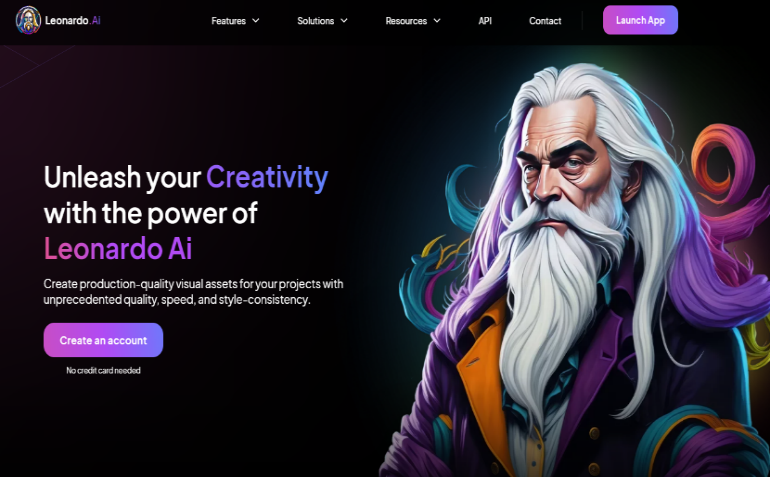 Leonardo.Ai
Features
Solutions
Resources
API
Contact
Launch App
Unleash your Creativity
with the power of
Leonardo Ai
Create production-quality visual assets for your projects with
unprecedented quality, speed, and style-consistency.
Create an account
No credit card needed